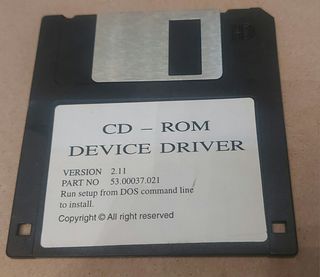 CD – ROM
DEVICE DRIVER
VERSION 2.11
PART NO 53.00037.021
Run setup from DOS command line
to install.
Copyright © All right reserved